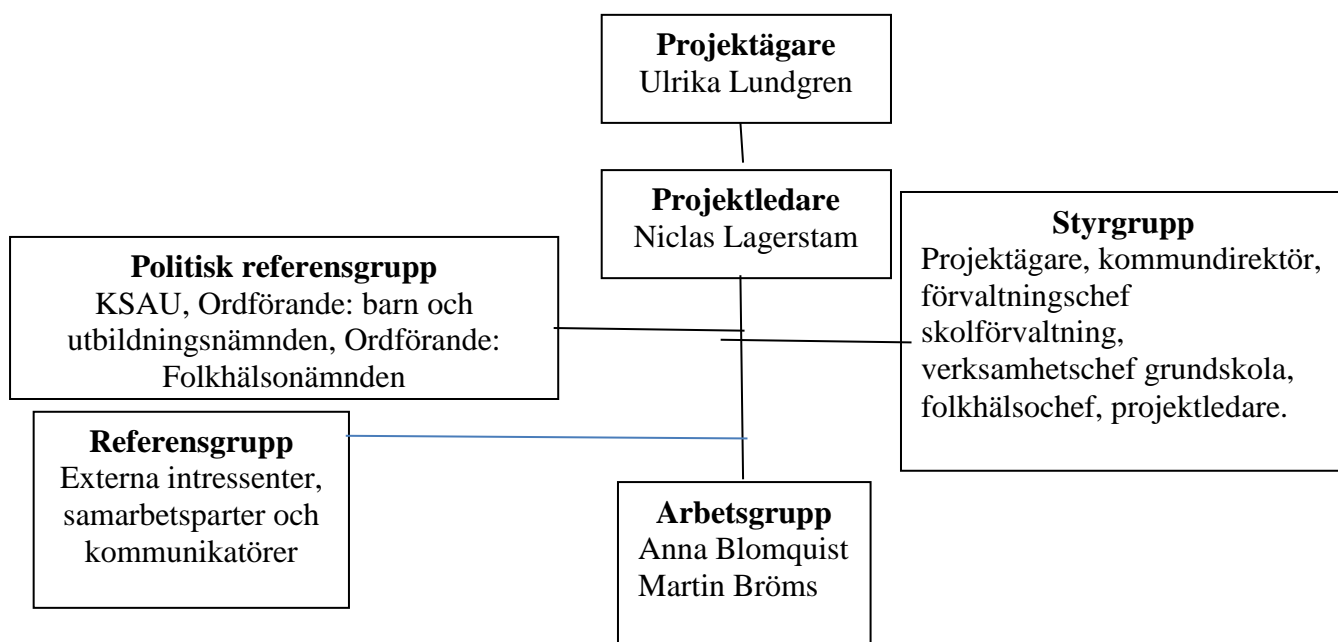 Projektägare
Ulrika Lundgren
Projektledare
Niclas Lagerstam
Styrgrupp
Projektägare, kommundirektör,
förvaltningschef
skolförvaltning,
verksamhetschef grundskola,
folkhälsochef, projektledare.
Politisk referensgrupp
KSAU, Ordförande: barn och
utbildningsnämnden, Ordförande:
Folkhälsonämnden
Referensgrupp
Externa intressenter,
samarbetsparter och
kommunikatörer
Arbetsgrupp
Anna Blomquist
Martin Bröms